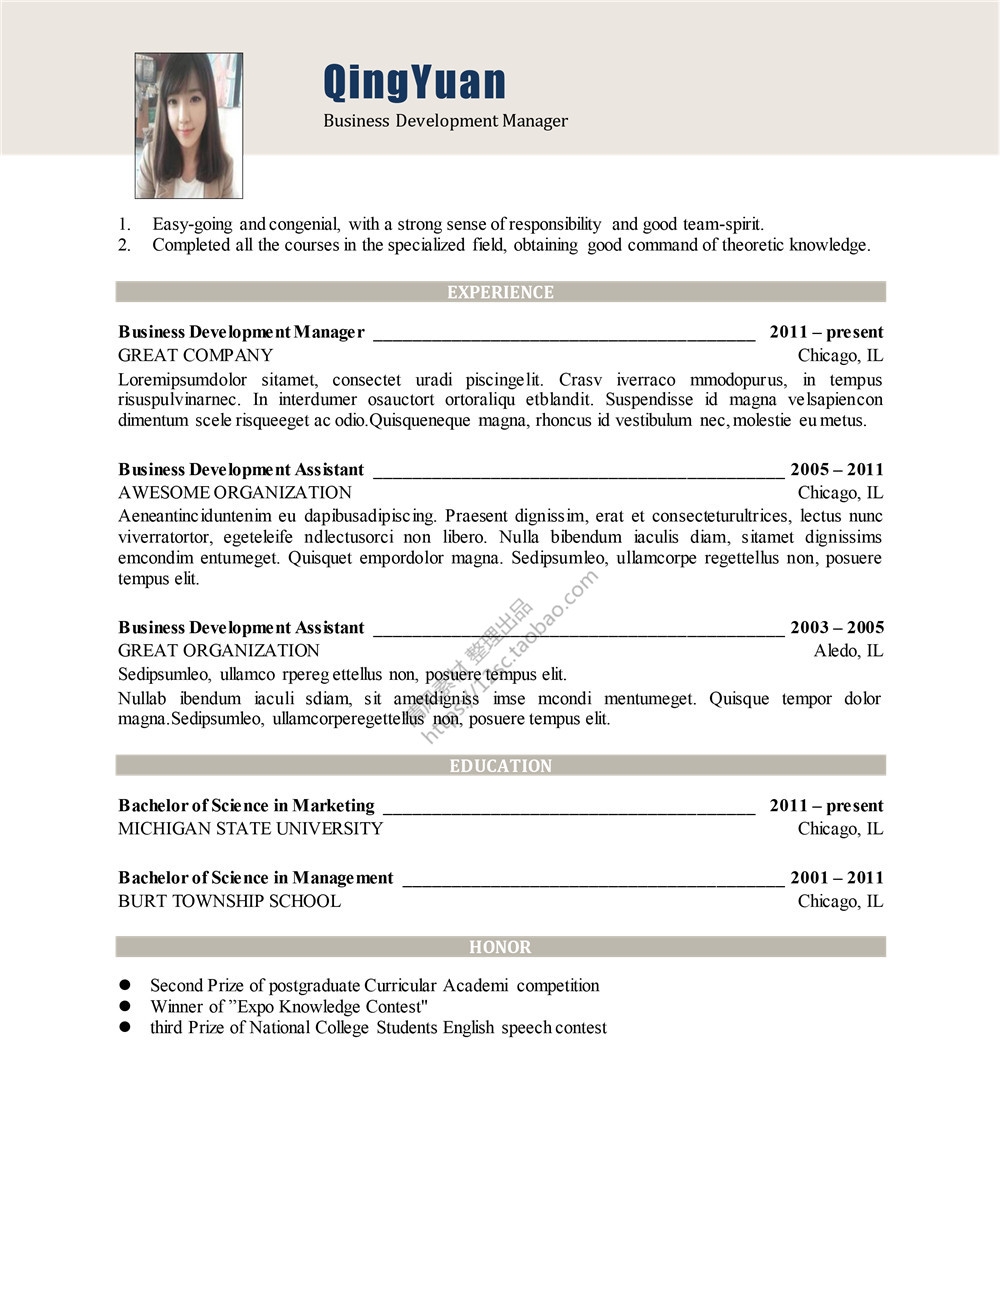 QingYuan
Business Development Manager
1. Easy-going and congenial, with a strong sense of responsibility and good team-spirit.
2. Completed all the courses in the specialized field, obtaining good command of theoretic knowledge.
EXPERIENCE
Business Development Manager 2011 – present
GREAT COMPANY Chicago, IL
Loremipsumdolor sitamet, consectet uradi piscingelit. Crasv iverraco mmodopurus, in tempus
risuspulvinarnec. In interdumer osauctort ortoraliqu etblandit. Suspendisse id magna velsapiencon
dimentum scele risqueeget ac odio.Quisqueneque magna, rhoncus id vestibulum nec, molestie eu metus.
Business Development Assistant 2005 – 2011
AWESOME ORGANIZATION Chicago, IL
Aeneantinciduntenim eu dapibusadipiscing. Praesent dignissim, erat et consecteturultrices, lectus nunc
viverratortor, egeteleife ndlectusorci non libero. Nulla bibendum iaculis diam, sitamet dignissims
emcondim entumeget. Quisquet empordolor magna. Sedipsumleo, ullamcorpe regettellus non, posuere
tempus elit.
Business Development Assistant 2003 – 2005
GREAT ORGANIZATION Aledo, IL
Sedipsumleo, ullamco rpereg ettellus non, posuere tempus elit.
Nullab ibendum iaculi sdiam, sit ametdigniss imse mcondi mentumeget. Quisque tempor dolor
magna.Sedipsumleo, ullamcorperegettellus non, posuere tempus elit.
素材 整理出品
https://12sc.taobao.com
EDUCATION
Bachelor of Science in Marketing 2011 – present
MICHIGAN STATE UNIVERSITY Chicago, IL
Bachelor of Science in Management 2001 – 2011
BURT TOWNSHIP SCHOOL Chicago, IL
HONOR
● Second Prize of postgraduate Curricular Academi competition
● Winner of ”Expo Knowledge Contest"
● third Prize of National College Students English speech contest